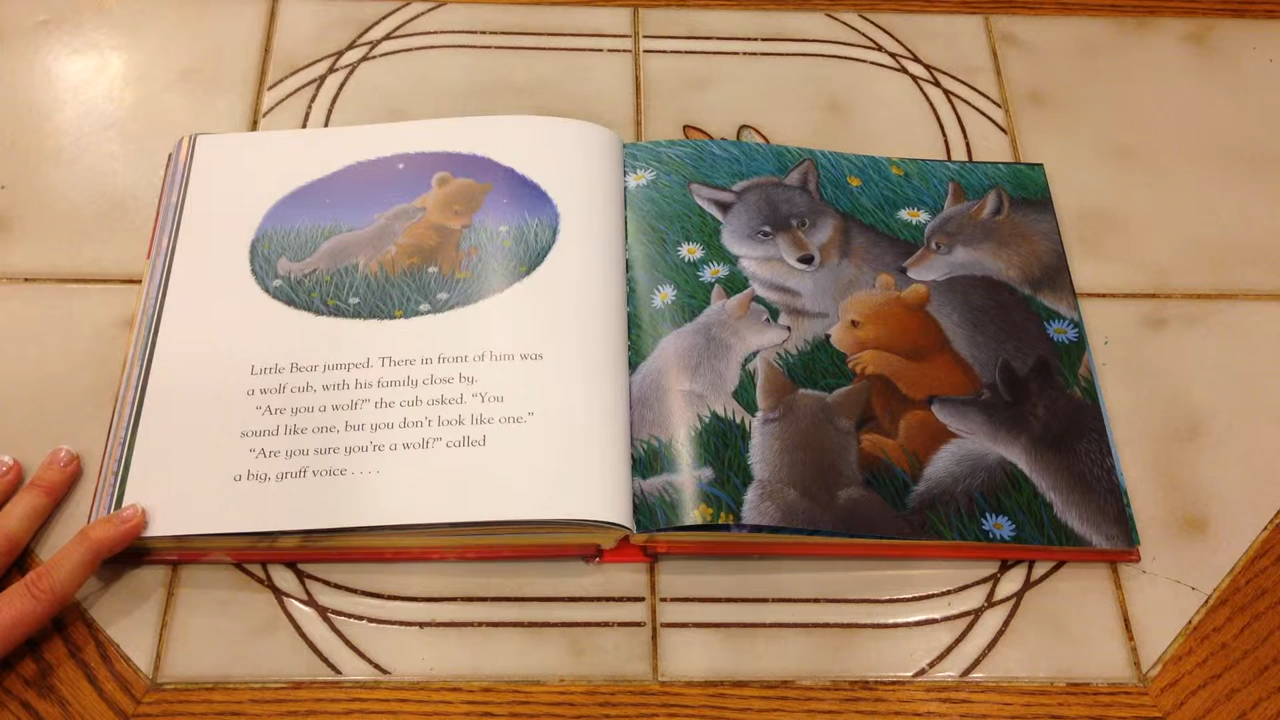 Little Bear jumped. There in front of him was
a wolf cub, with his family close by.
“Are you a wolf?” the cub asked. “You
sound like one, but you don’t look like one.”
“Are you sure you’re a wolf?” called
a big, gruff voice . . . .